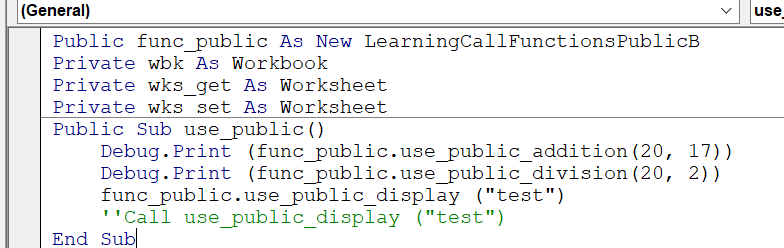 (General)
use_
Public func_public As New LearningCallFunctionsPublicB
Private wbk As Workbook
Private wks_get As Worksheet
Private wks_set As Worksheet
Public Sub use_public()
    Debug.Print (func_public.use_public_addition(20, 17))
    Debug.Print (func_public.use_public_division(20, 2))
    func_public.use_public_display ("test")
    ''Call use_public_display ("test")
End Sub